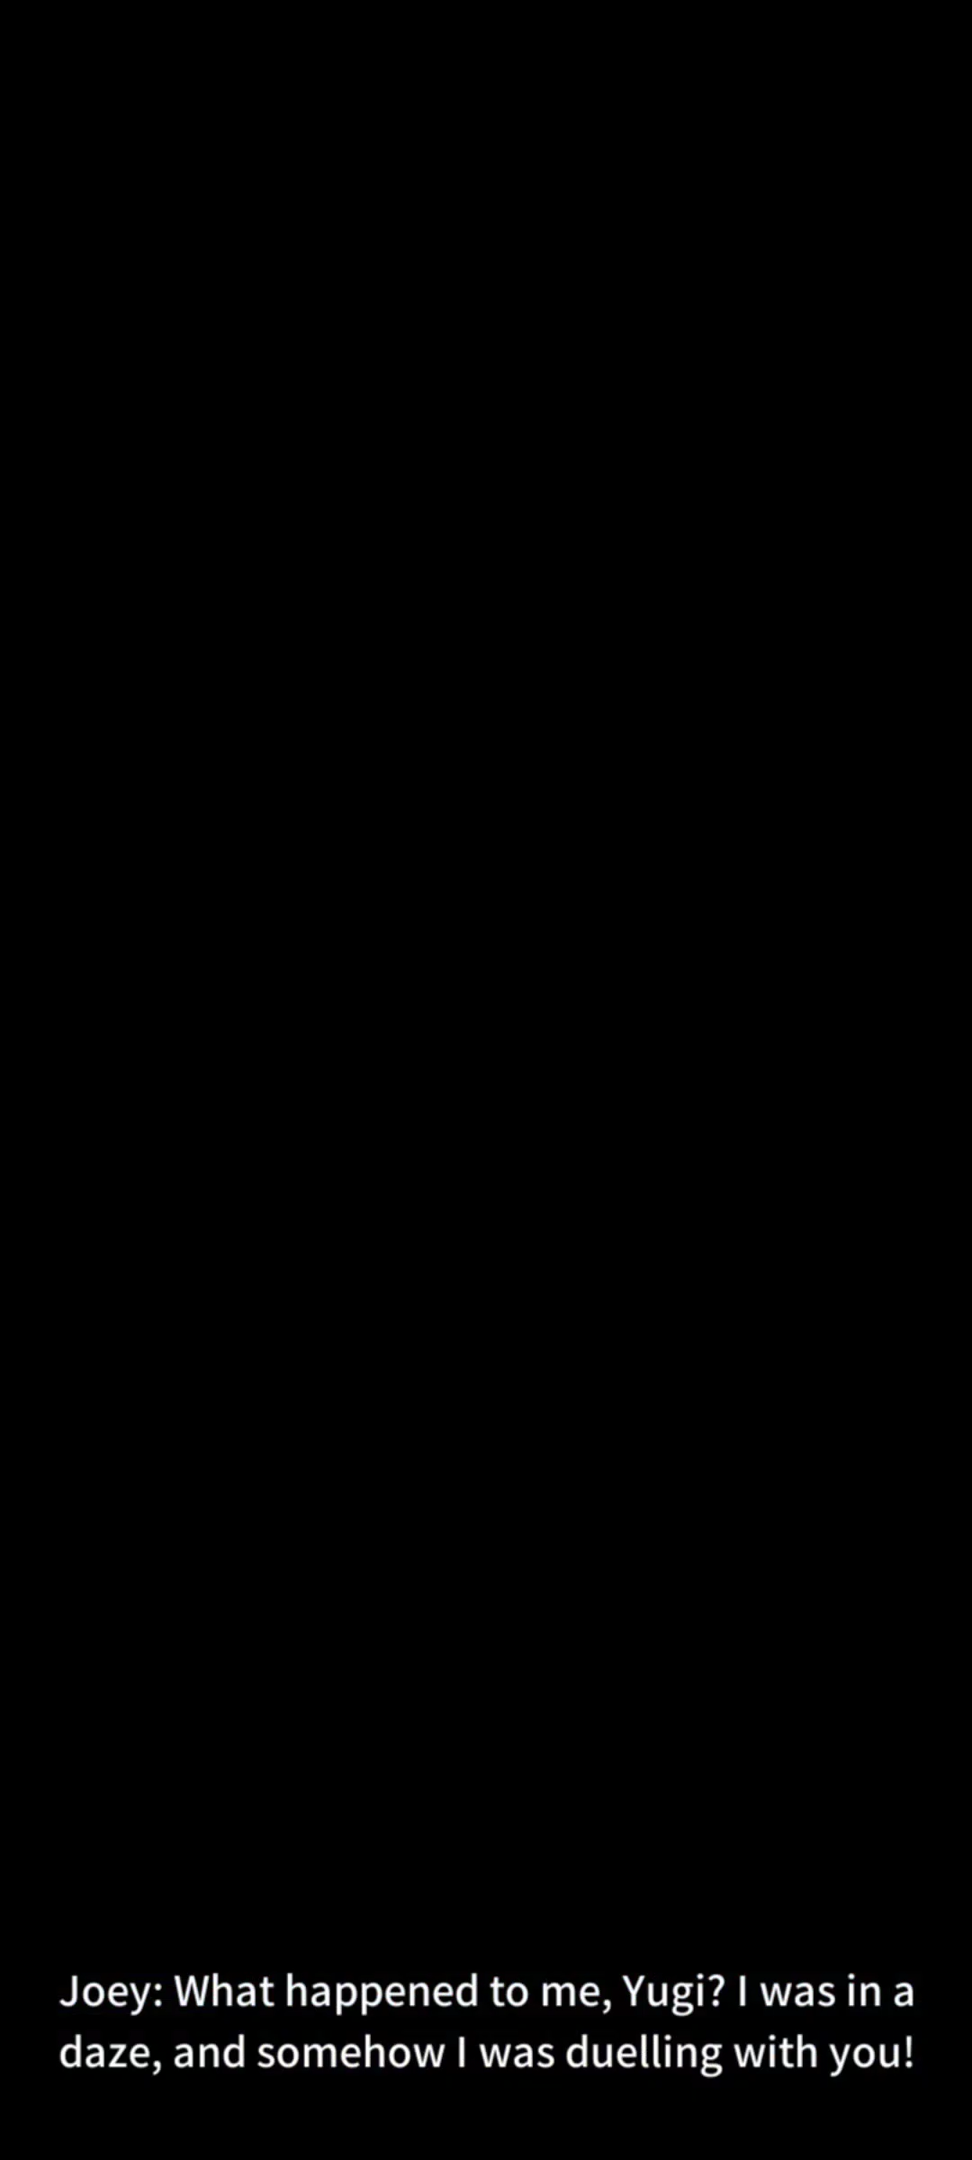 Joey: What happened to me, Yugi? I was in a
daze, and somehow I was duelling with you!